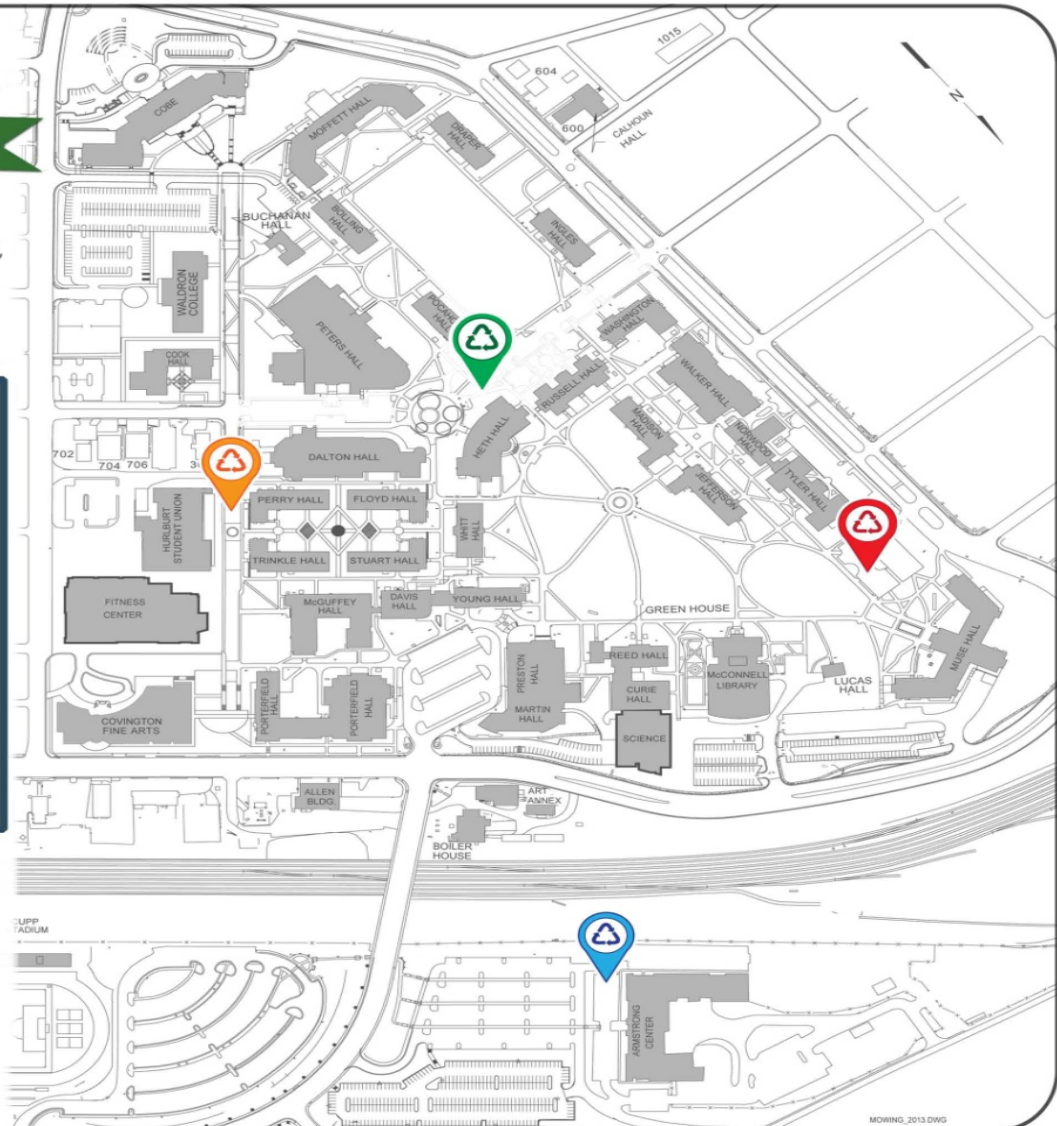 1015
604
N
COBE
MOFFETT HALL
DRAPER
HALL
600
CALHOUN
HALL
BUCHANAN
HALL
BOLLING
HALL
INGLES
HALL
WALDRON
COLLEGE
PETERS HALL
HALL
WASHINGTON
HALL
COOK
HALL
RUSSELL HALL
WALKER HALL
HETH HALL
MADISON
HALL
NORWOOD
HALL
702
704 706
DALTON HALL
JEFFERSON
HALL
TYLER HALL
HURLBURT
STUDENT UNION
PERRY HALL
FLOYD HALL
WHITT
HALL
TRINKLE HALL
STUART HALL
FITNESS
CENTER
McGUFFEY
HALL
DAVIS
HALL
YOUNG HALL
GREEN HOUSE
MUSE HALL
PRESTON
HALL
MARTIN
HALL
REED HALL
CURIE
HALL
McCONNELL
LIBRARY
LUCAS
HALL
COVINGTON
FINE ARTS
PORTERFIELD
HALL
PORTERFIELD
HALL
SCIENCE
ALLEN
BLDG.
ART
ANNEX
BOILER
HOUSE
ARMSTRONG
CENTER
MOWING_2013.DWG